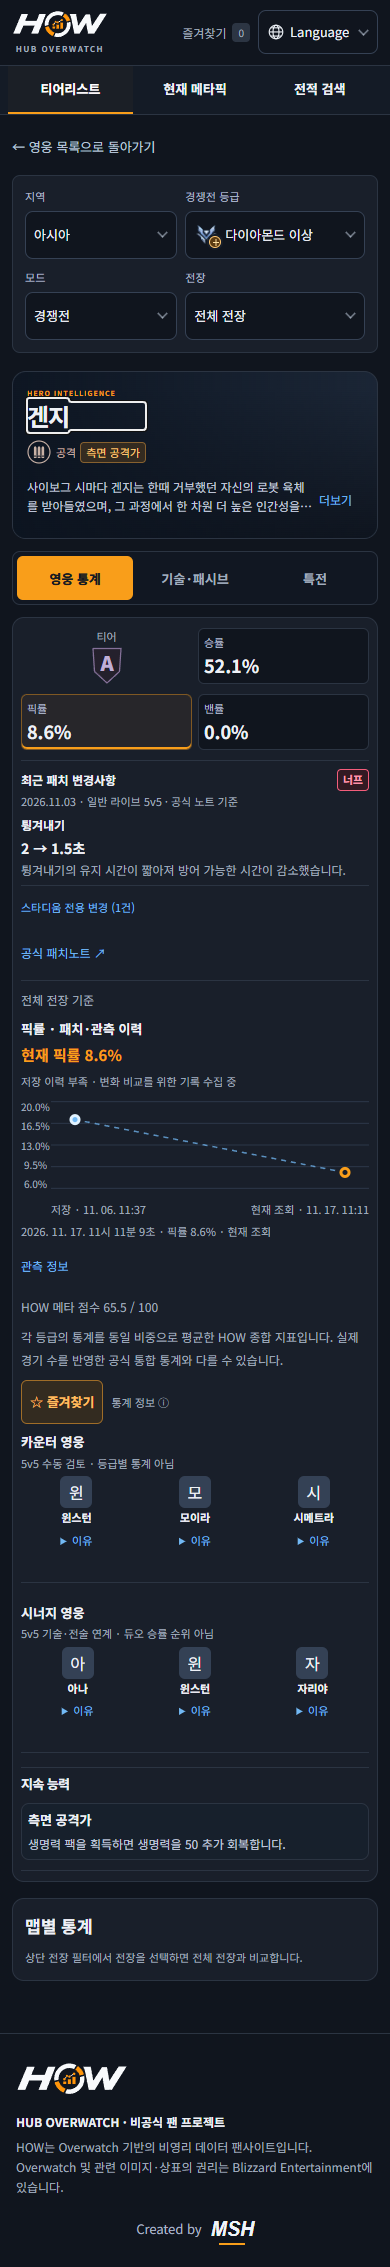 HOW
HUB OVERWATCH
즐겨찾기 0
Language
티어리스트
현재 메타픽
전적 검색
← 영웅 목록으로 돌아가기
지역
경쟁전 등급
아시아
다이아몬드 이상
모드
전장
경쟁전
전체 전장
HERO INTELLIGENCE
겐지
공격 측면 공격가
사이보그 시마다 겐지는 한때 거부했던 자신의 로봇 육체
를 받아들였으며, 그 과정에서 한 차원 더 높은 인간성을…
더보기
영웅 통계
기술·패시브
특전
티어
A
승률
52.1%
픽률
8.6%
밴률
0.0%
최근 패치 변경사항
너프
2026.11.03 · 일반 라이브 5v5 · 공식 노트 기준
튕겨내기
2 → 1.5초
튕겨내기의 유지 시간이 짧아져 방어 가능한 시간이 감소했습니다.
스타디움 전용 변경 (1건)
공식 패치노트 ↗
전체 전장 기준
픽률 · 패치·관측 이력
현재 픽률 8.6%
저장 이력 부족 · 변화 비교를 위한 기록 수집 중
20.0%
16.5%
13.0%
9.5%
6.0%
저장 · 11. 06. 11:37
현재 조회 · 11. 17. 11:11
2026. 11. 17. 11시 11분 9초 · 픽률 8.6% · 현재 조회
관측 정보
HOW 메타 점수 65.5 / 100
각 등급의 통계를 동일 비중으로 평균한 HOW 종합 지표입니다. 실제
경기 수를 반영한 공식 통합 통계와 다를 수 있습니다.
☆ 즐겨찾기
통계 정보 ⓘ
카운터 영웅
5v5 수동 검토 · 등급별 통계 아님
윈
모
시
윈스턴
모이라
시메트라
▶ 이유
▶ 이유
▶ 이유
시너지 영웅
5v5 기술·전술 연계 · 듀오 승률 순위 아님
아
윈
자
아나
윈스턴
자리야
▶ 이유
▶ 이유
▶ 이유
지속 능력
측면 공격가
생명력 팩을 획득하면 생명력을 50 추가 회복합니다.
맵별 통계
상단 전장 필터에서 전장을 선택하면 전체 전장과 비교합니다.
HOW
HUB OVERWATCH · 비공식 팬 프로젝트
HOW는 Overwatch 기반의 비영리 데이터 팬사이트입니다.
Overwatch 및 관련 이미지·상표의 권리는 Blizzard Entertainment에
있습니다.
Created by MSH